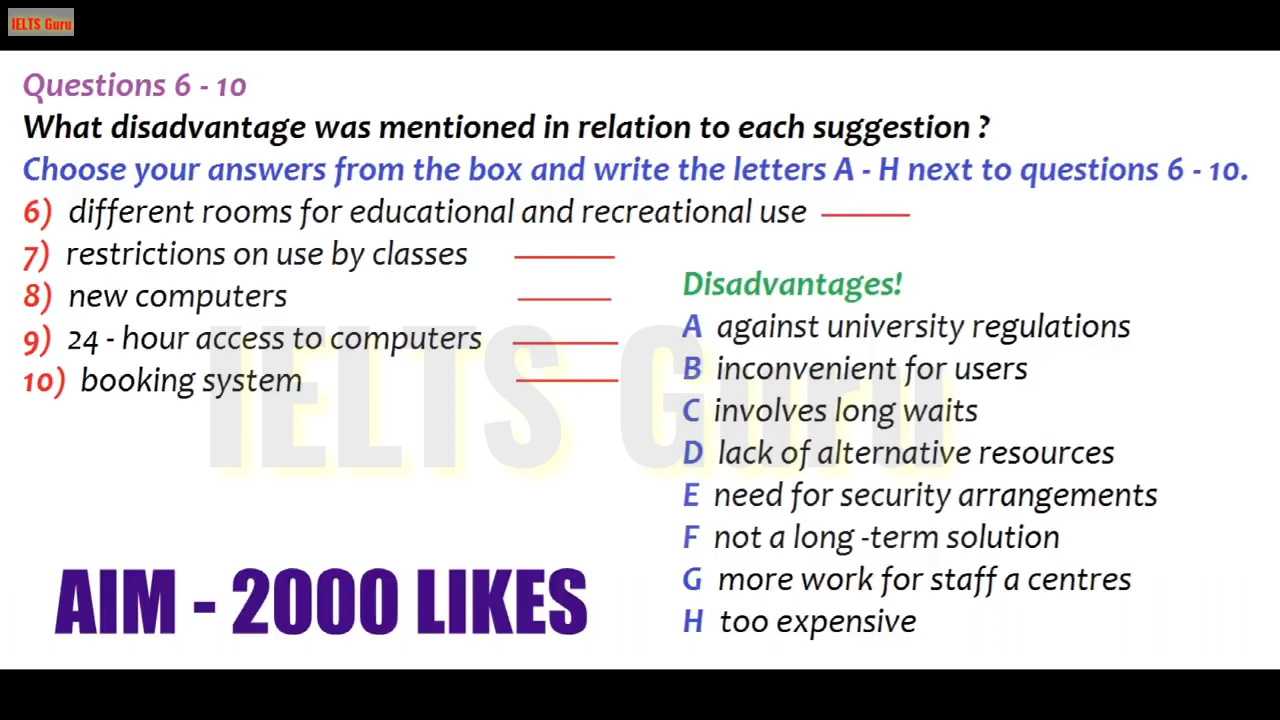 IELTS Guru
Questions 6 - 10
What disadvantage was mentioned in relation to each suggestion ?
Choose your answers from the box and write the letters A - H next to questions 6 - 10.
6) different rooms for educational and recreational use
7) restrictions on use by classes
8) new computers
9) 24 - hour access to computers
10) booking system
Disadvantages!
A against university regulations
B inconvenient for users
C involves long waits
D lack of alternative resources
E need for security arrangements
F not a long -term solution
G more work for staff a centres
H too expensive
IELTS Guru
AIM - 2000 LIKES